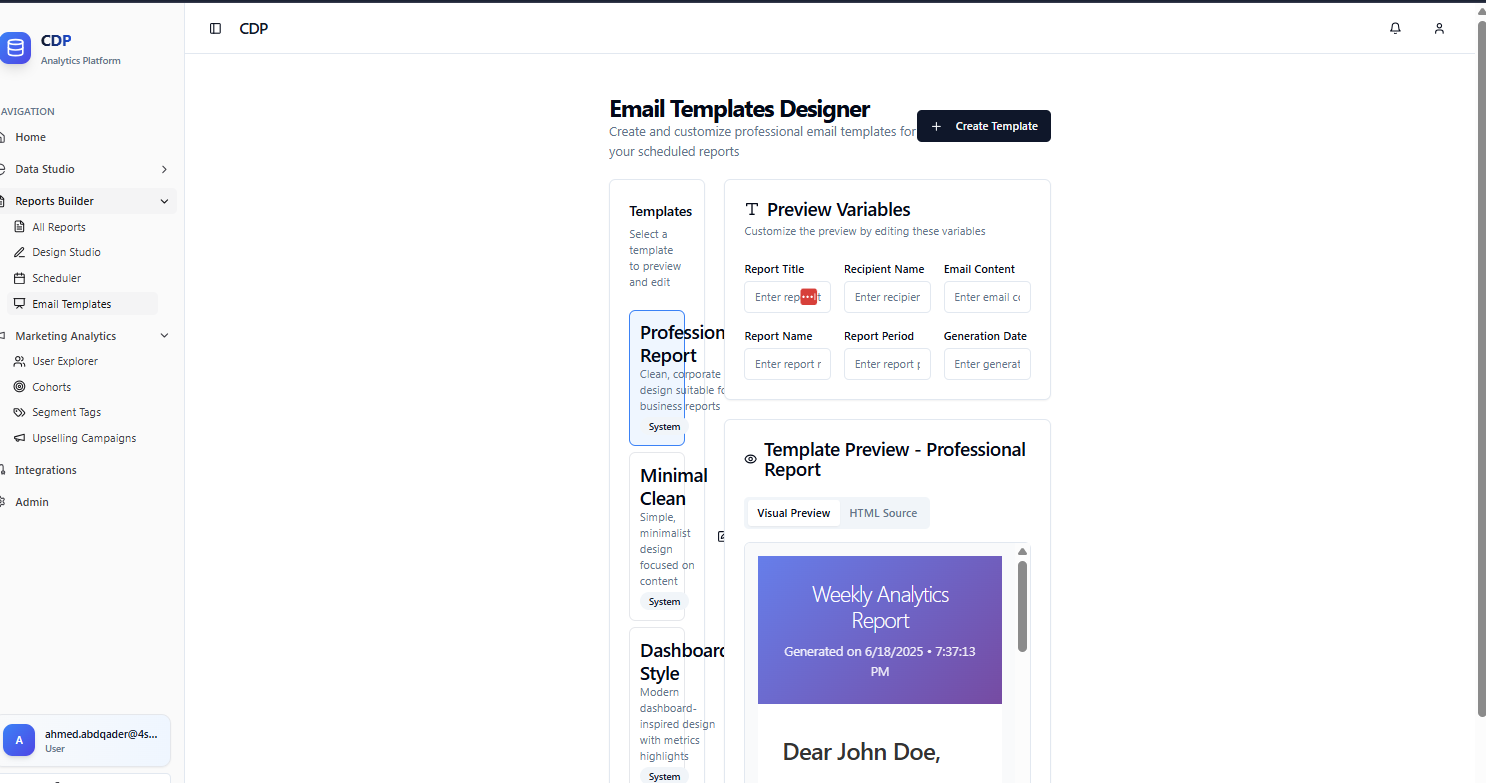 CDP
Analytics Platform
AVIGATION
Home
Data Studio
Reports Builder
All Reports
Design Studio
Scheduler
Email Templates
Marketing Analytics
User Explorer
Cohorts
Segment Tags
Upselling Campaigns
Integrations
Admin
A
ahmed.abdqader@4s...
User
CDP
Email Templates Designer
Create and customize professional email templates for
your scheduled reports
Create Template
Templates
Select a
template
to preview
and edit
Profession
Report
Clean, corporate
design suitable fo
business reports
System
Minimal
Clean
Simple,
minimalist
design
focused on
content
System
Dashboard
Style
Modern
dashboard-
inspired design
with metrics
highlights
System
Preview Variables
Customize the preview by editing these variables
Report Title Recipient Name Email Content
Enter rep t Enter recipier Enter email co
Report Name Report Period Generation Date
Enter report r Enter report p Enter generat
Template Preview - Professional
Report
Visual Preview HTML Source
Weekly Analytics
Report
Generated on 6/18/2025 • 7:37:13
PM
Dear John Doe,